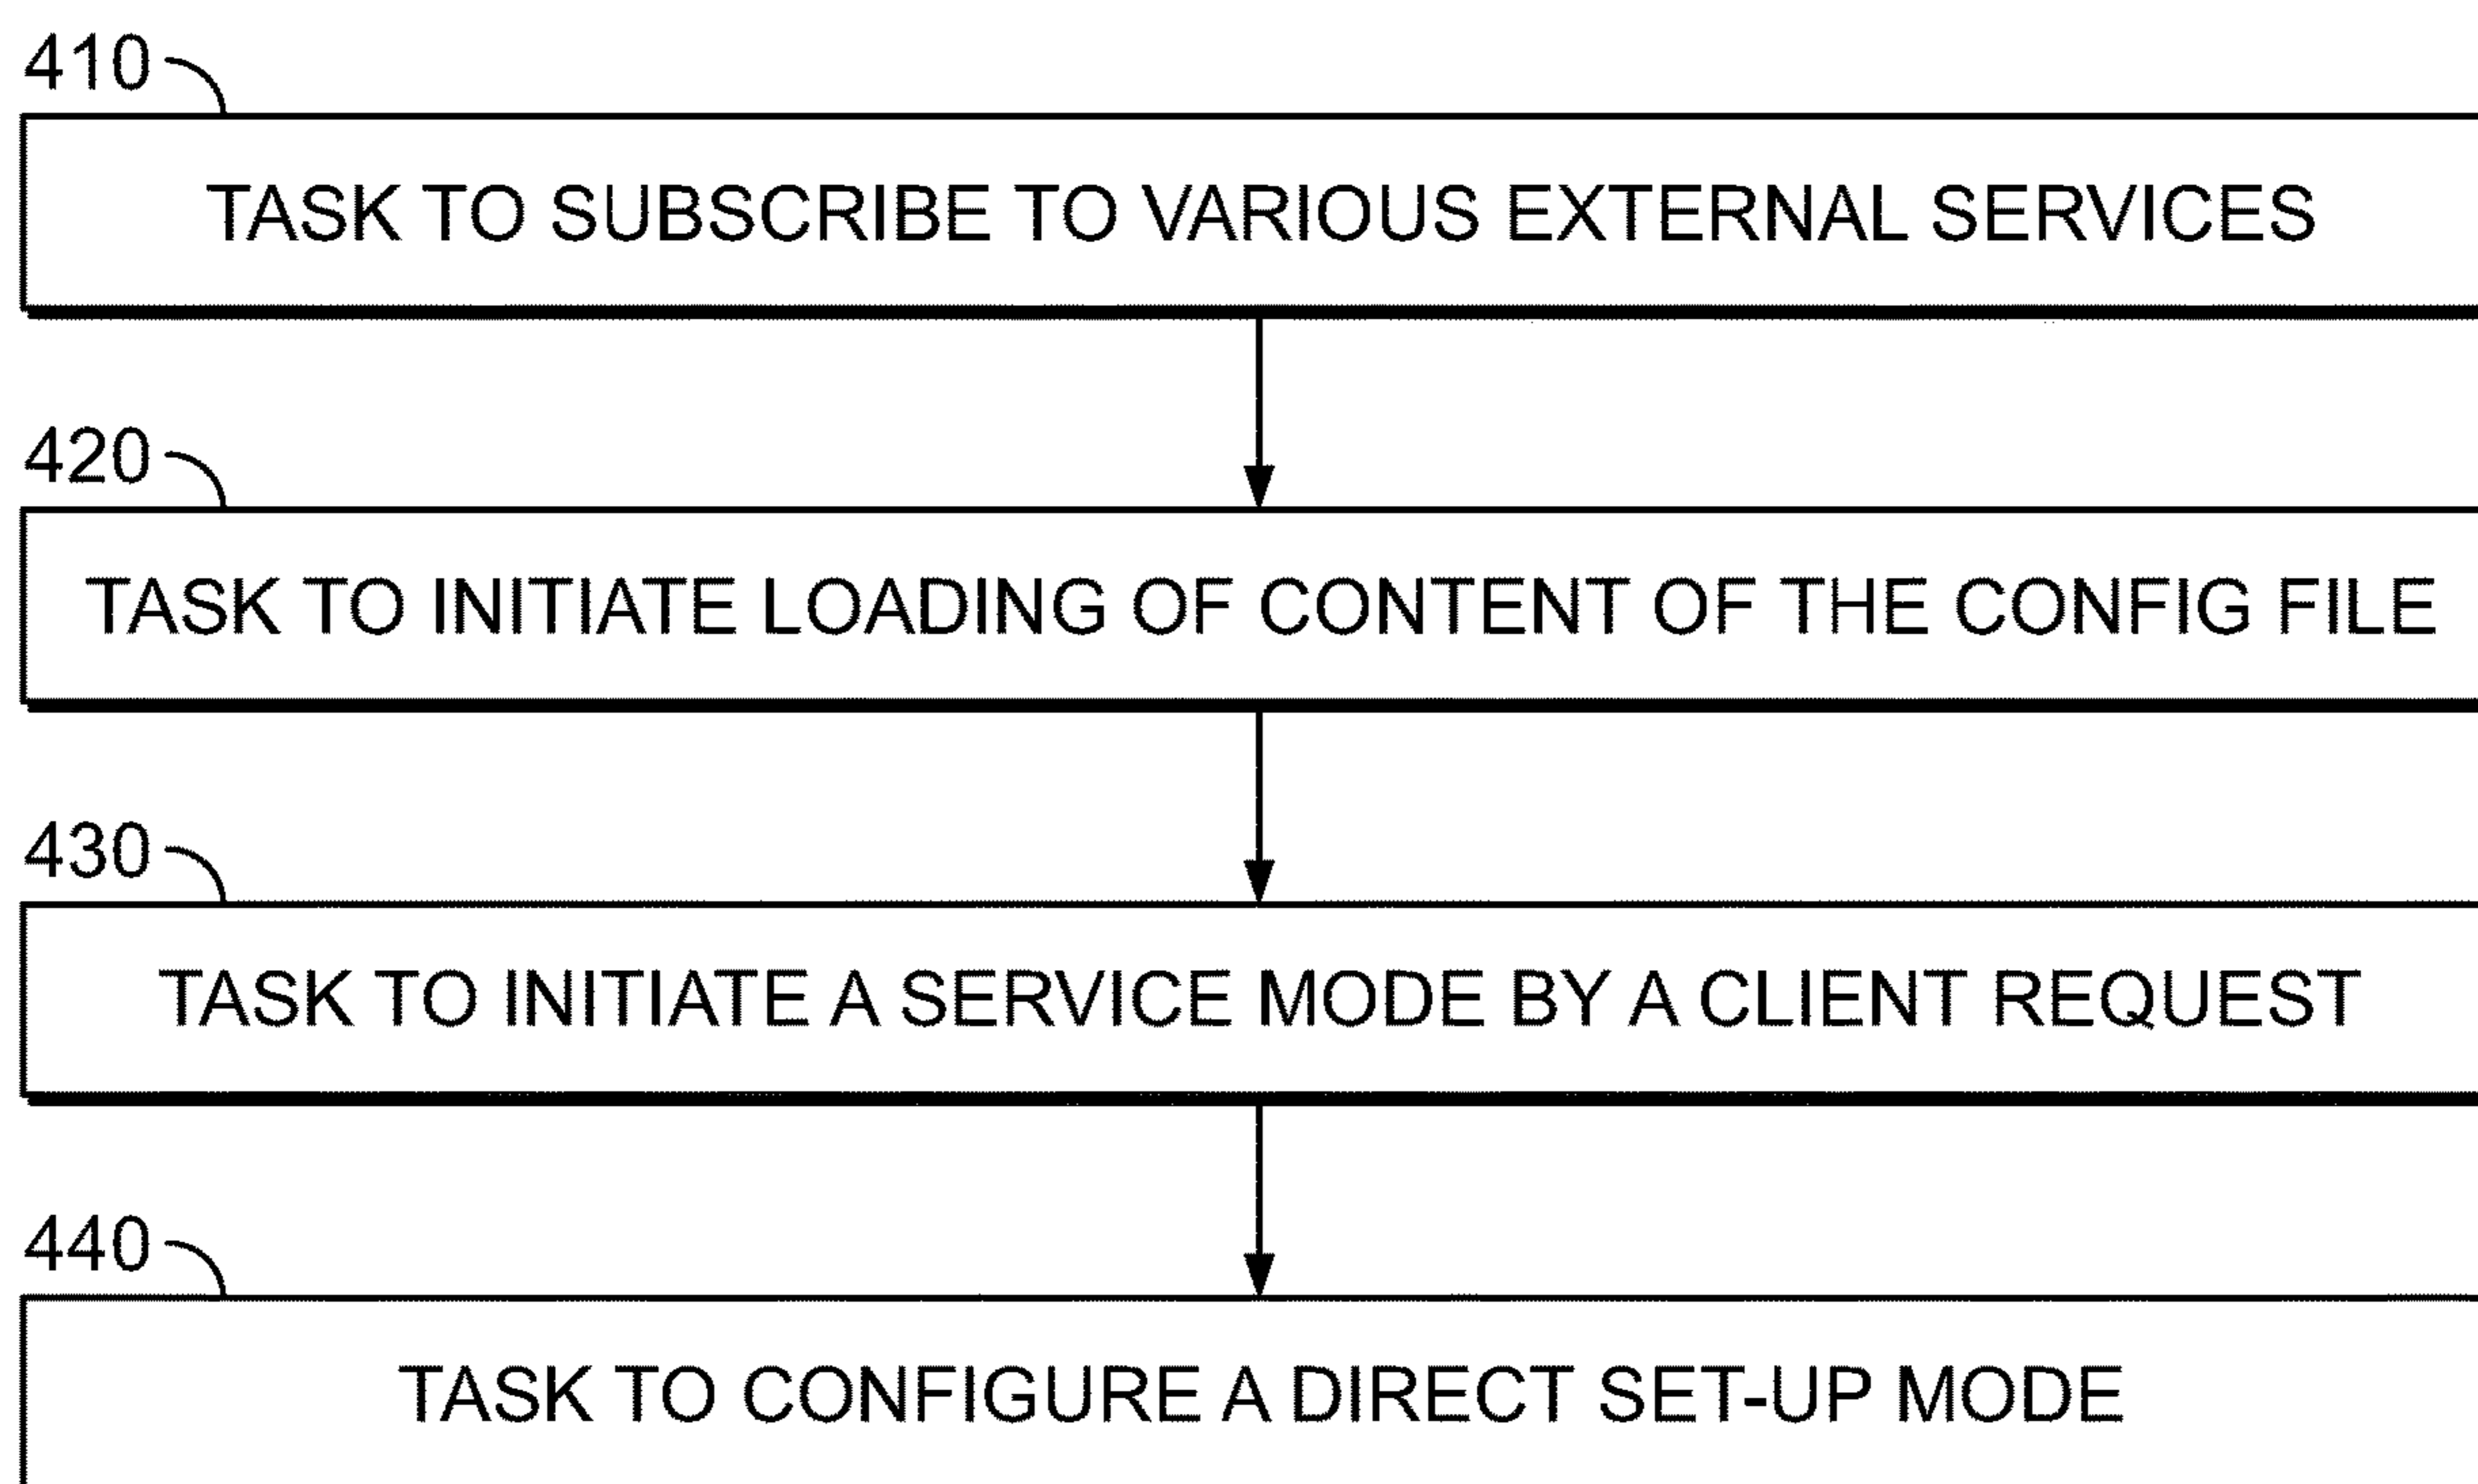 410
TASK TO SUBSCRIBE TO VARIOUS EXTERNAL SERVICES
420
TASK TO INITIATE LOADING OF CONTENT OF THE CONFIG FILE
430
TASK TO INITIATE A SERVICE MODE BY A CLIENT REQUEST
440
TASK TO CONFIGURE A DIRECT SET-UP MODE